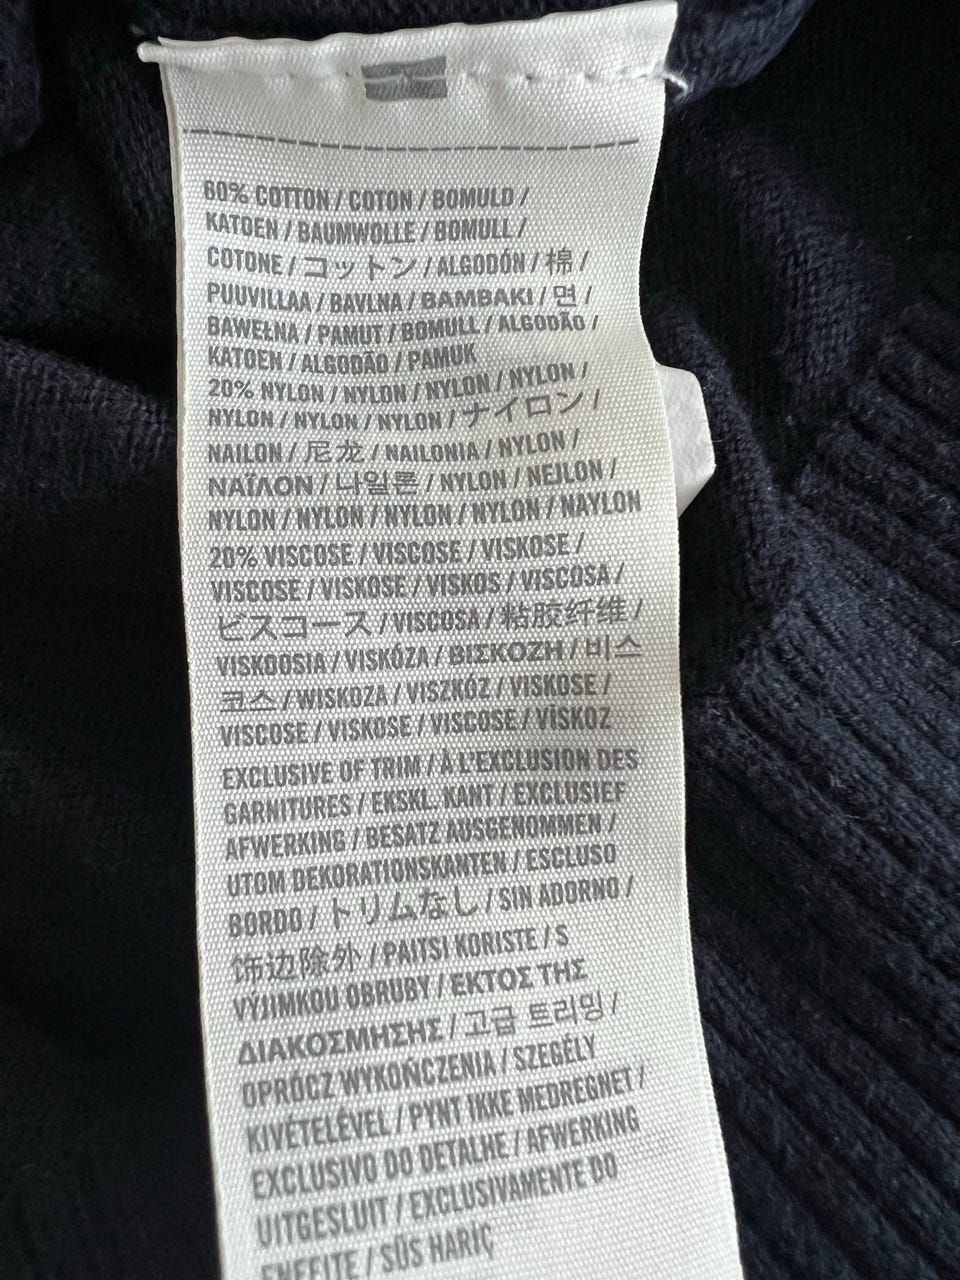 60% COTTON / COTON / BOMULD /
KATOEN / BAUMWOLLE / BOMULL /
COTONE / コットン / ALGODÓN / 棉 /
PUUVILLAA / BAVLNA / BAMBAKI / 면 /
BAWEŁNA / PAMUT / BOMULL / ALGODÃO /
KATOEN / ALGODÃO / PAMUK
20% NYLON / NYLON / NYLON / NYLON /
NYLON / NYLON / NYLON / ナイロン /
NAILON / 尼龙 / NAILONIA / NYLON /
ΝΑΪΛΟΝ / 나일론 / NYLON / NEJLON /
NYLON / NYLON / NYLON / NYLON / NAYLON
20% VISCOSE / VISCOSE / VISKOSE /
VISCOSE / VISKOSE / VISKOS / VISCOSA /
ビスコース / VISCOSA / 粘胶纤维 /
VISKOOSIA / VISKÓZA / ΒΙΣΚΟΖΗ / 비스
코스 / WISKOZA / VISZKÓZ / VISKOSE /
VISCOSE / VISKOSE / VISCOSE / VİSKOZ
EXCLUSIVE OF TRIM / À L'EXCLUSION DES
GARNITURES / EKSKL. KANT / EXCLUSIEF
AFWERKING / BESATZ AUSGENOMMEN /
UTOM DEKORATIONSKANTEN / ESCLUSO
BORDO / トリムなし / SIN ADORNO /
饰边除外 / PAITSI KORISTE / S
VÝJIMKOU OBRUBY / ΕΚΤΟΣ ΤΗΣ
ΔΙΑΚΟΣΜΗΣΗΣ / 고급 트리밍 /
OPRÓCZ WYKOŃCZENIA / SZEGÉLY
KIVÉTELÉVEL / PYNT IKKE MEDREGNET /
EXCLUSIVO DO DETALHE / AFWERKING
UITGESLUIT / EXCLUSIVAMENTE DO
ENFEITE / SÜS HARİÇ